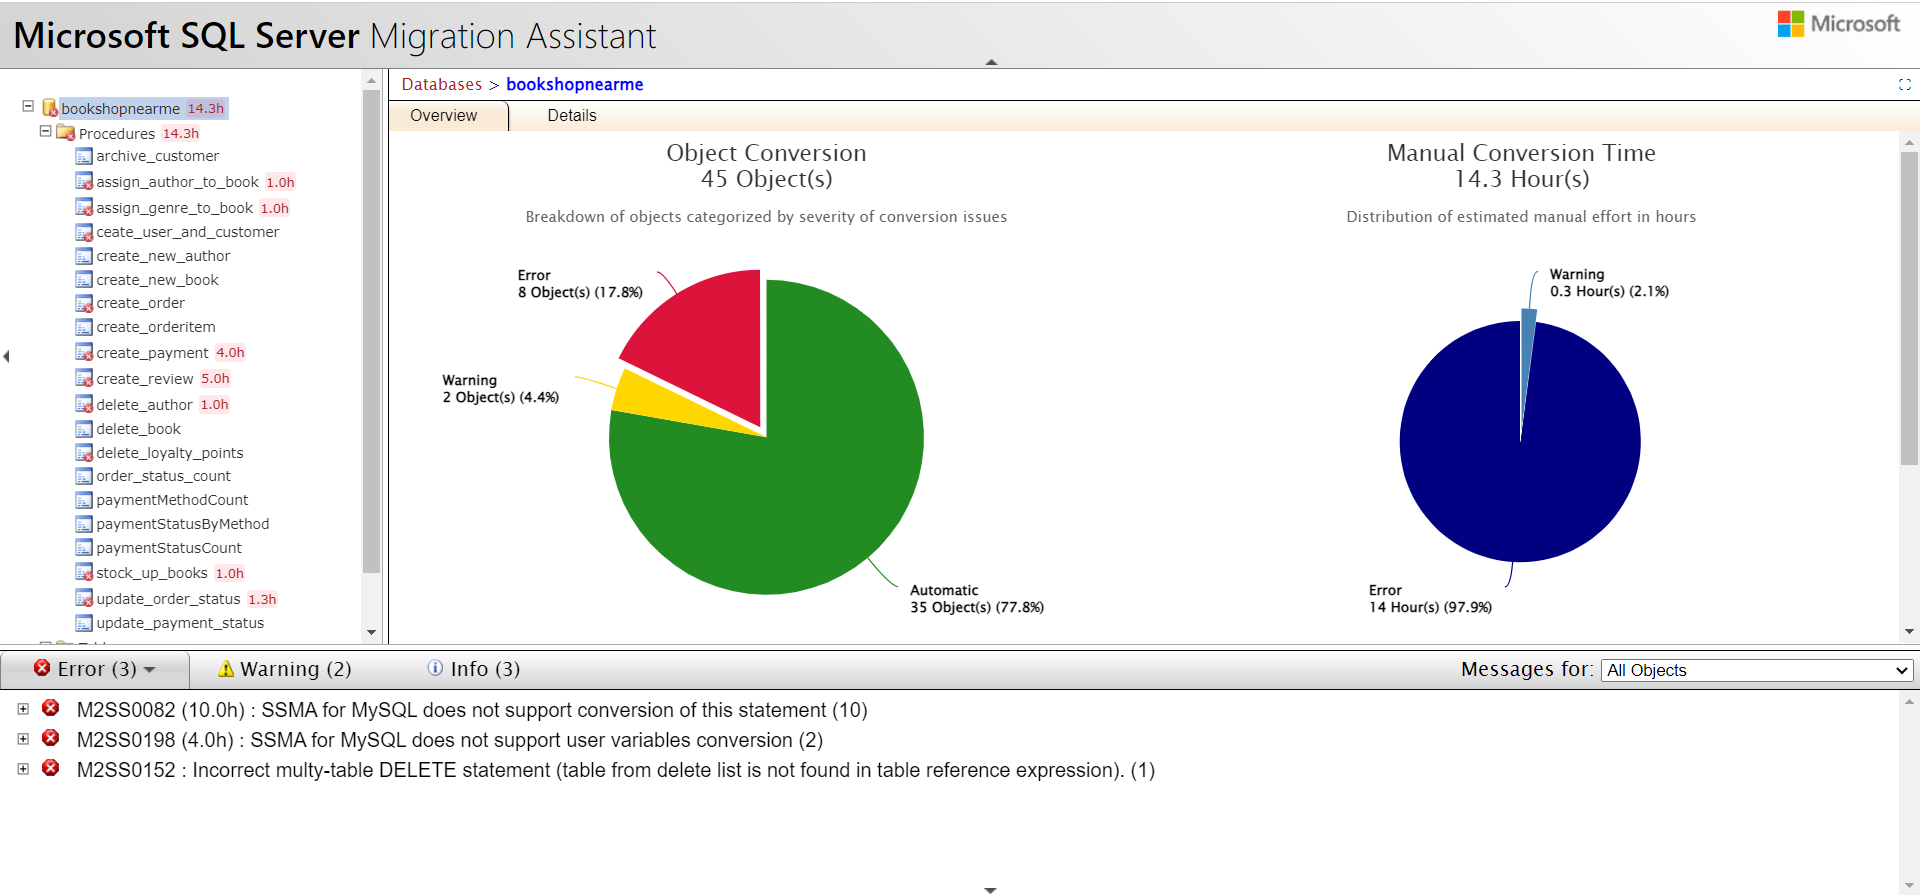 Microsoft SQL Server Migration Assistant
Microsoft
bookshopnearme 14.3h
Procedures 14.3h
archive_customer
assign_author_to_book 1.0h
assign_genre_to_book 1.0h
ceate_user_and_customer
create_new_author
create_new_book
create_order
create_orderitem
create_payment 4.0h
create_review 5.0h
delete_author 1.0h
delete_book
delete_loyalty_points
order_status_count
paymentMethodCount
paymentStatusByMethod
paymentStatusCount
stock_up_books 1.0h
update_order_status 1.3h
update_payment_status
Databases > bookshopnearme
Overview Details
Object Conversion
45 Object(s)
Breakdown of objects categorized by severity of conversion issues
Error
8 Object(s) (17.8%)
Warning
2 Object(s) (4.4%)
Automatic
35 Object(s) (77.8%)
Manual Conversion Time
14.3 Hour(s)
Distribution of estimated manual effort in hours
Warning
0.3 Hour(s) (2.1%)
Error
14 Hour(s) (97.9%)
Error (3) Warning (2) Info (3) Messages for: All Objects
M2SS0082 (10.0h) : SSMA for MySQL does not support conversion of this statement (10)
M2SS0198 (4.0h) : SSMA for MySQL does not support user variables conversion (2)
M2SS0152 : Incorrect multy-table DELETE statement (table from delete list is not found in table reference expression). (1)